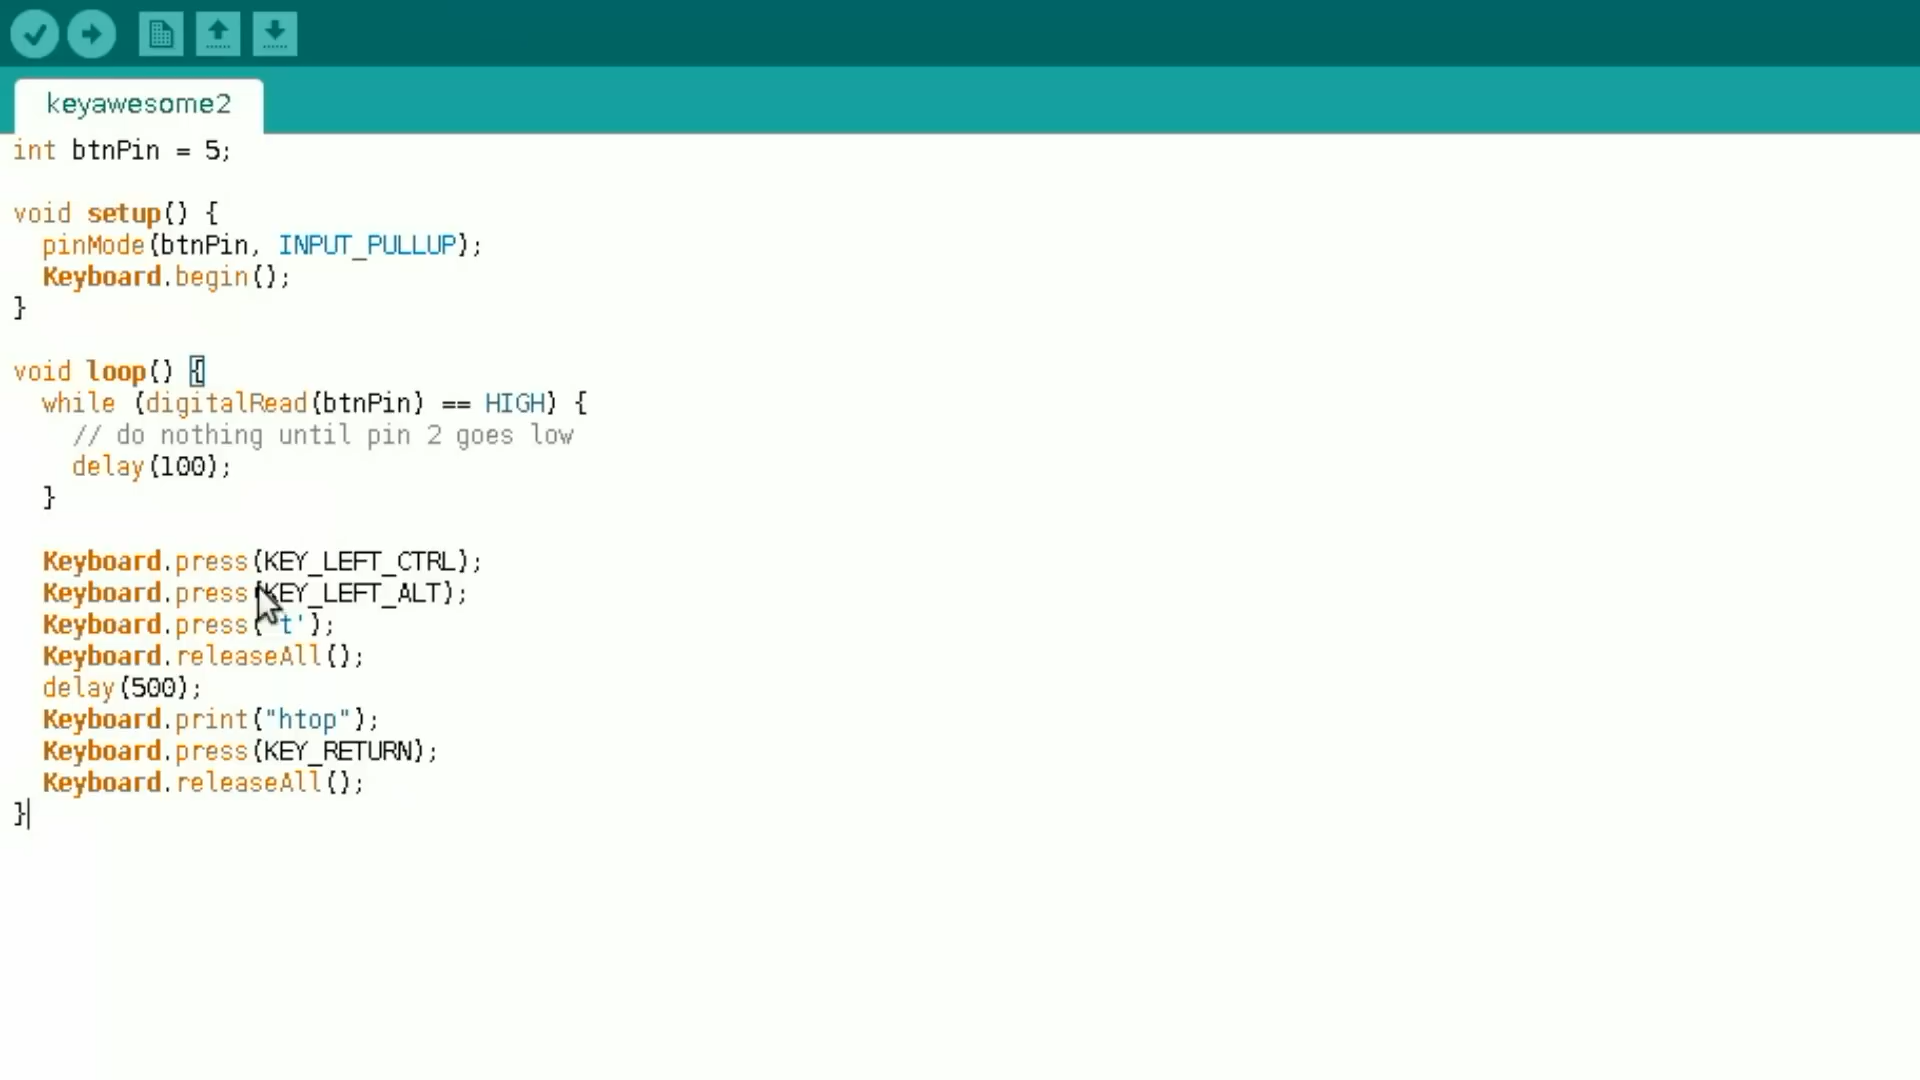 keyawesome2
int btnPin = 5;
void setup() {
pinMode(btnPin, INPUT_PULLUP);
Keyboard.begin();
}
void loop() {
while (digitalRead(btnPin) == HIGH) {
// do nothing until pin 2 goes low
delay(100);
}
Keyboard.press(KEY_LEFT_CTRL);
Keyboard.press(KEY_LEFT_ALT);
Keyboard.press('t');
Keyboard.releaseAll();
delay(500);
Keyboard.print("htop");
Keyboard.press(KEY_RETURN);
Keyboard.releaseAll();
}